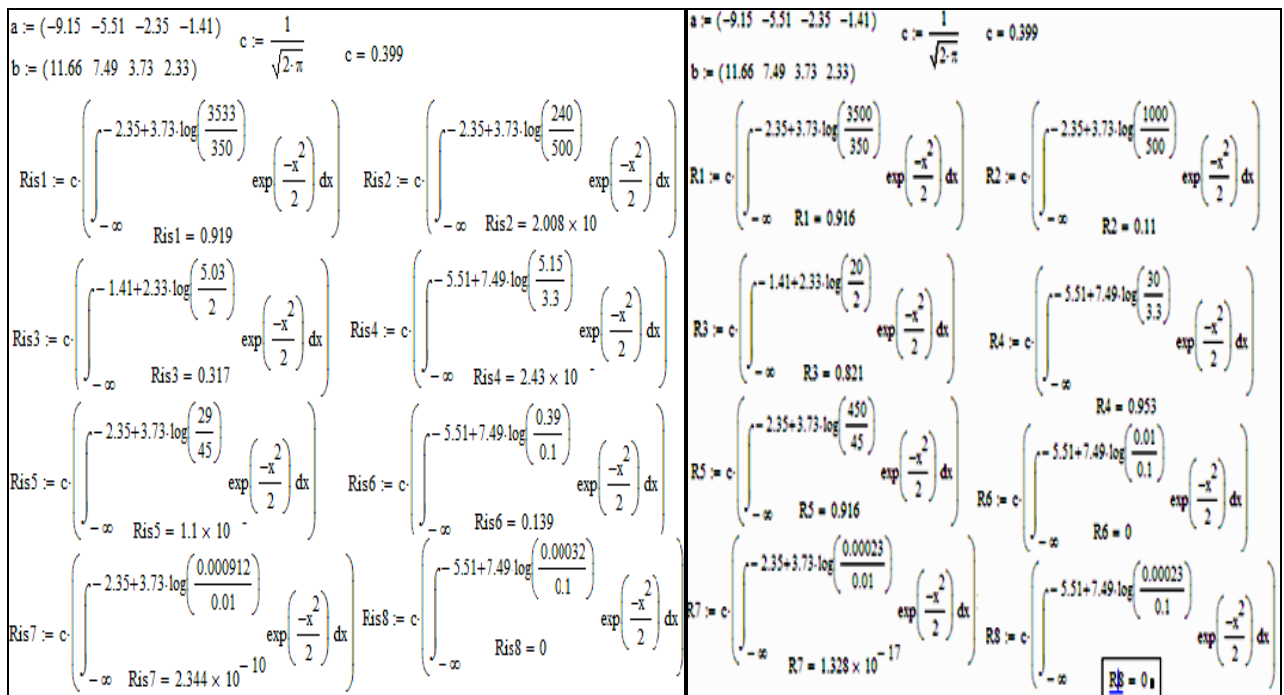 a := (-9.15 -5.51 -2.35 -1.41) c := 1/√(2·π) c = 0.399
b := (11.66 7.49 3.73 2.33)
Ris1 := c·(∫_{-∞}^{-2.35+3.73·log(3533/350)} exp(-x^2/2) dx)
Ris1 = 0.919
Ris2 := c·(∫_{-∞}^{-2.35+3.73·log(240/500)} exp(-x^2/2) dx)
Ris2 = 2.008 × 10
Ris3 := c·(∫_{-∞}^{-1.41+2.33·log(5.03/2)} exp(-x^2/2) dx)
Ris3 = 0.317
Ris4 := c·(∫_{-∞}^{-5.51+7.49·log(5.15/3.3)} exp(-x^2/2) dx)
Ris4 = 2.43 × 10
Ris5 := c·(∫_{-∞}^{-2.35+3.73·log(29/45)} exp(-x^2/2) dx)
Ris5 = 1.1 × 10
Ris6 := c·(∫_{-∞}^{-5.51+7.49·log(0.39/0.1)} exp(-x^2/2) dx)
Ris6 = 0.139
Ris7 := c·(∫_{-∞}^{-2.35+3.73·log(0.000912/0.01)} exp(-x^2/2) dx)
Ris7 = 2.344 × 10^{-10}
Ris8 := c·(∫_{-∞}^{-5.51+7.49·log(0.00032/0.1)} exp(-x^2/2) dx)
Ris8 = 0
a := (-9.15 -5.51 -2.35 -1.41) c := 1/√(2·π) c = 0.399
b := (11.66 7.49 3.73 2.33)
R1 := c·(∫_{-∞}^{-2.35+3.73·log(3500/350)} exp(-x^2/2) dx)
R1 = 0.916
R2 := c·(∫_{-∞}^{-2.35+3.73·log(1000/500)} exp(-x^2/2) dx)
R2 = 0.11
R3 := c·(∫_{-∞}^{-1.41+2.33·log(20/2)} exp(-x^2/2) dx)
R3 = 0.821
R4 := c·(∫_{-∞}^{-5.51+7.49·log(30/3.3)} exp(-x^2/2) dx)
R4 = 0.953
R5 := c·(∫_{-∞}^{-2.35+3.73·log(450/45)} exp(-x^2/2) dx)
R5 = 0.916
R6 := c·(∫_{-∞}^{-5.51+7.49·log(0.01/0.1)} exp(-x^2/2) dx)
R6 = 0
R7 := c·(∫_{-∞}^{-2.35+3.73·log(0.00023/0.01)} exp(-x^2/2) dx)
R7 = 1.328 × 10^{-17}
R8 := c·(∫_{-∞}^{-5.51+7.49·log(0.00023/0.1)} exp(-x^2/2) dx)
R8 = 0